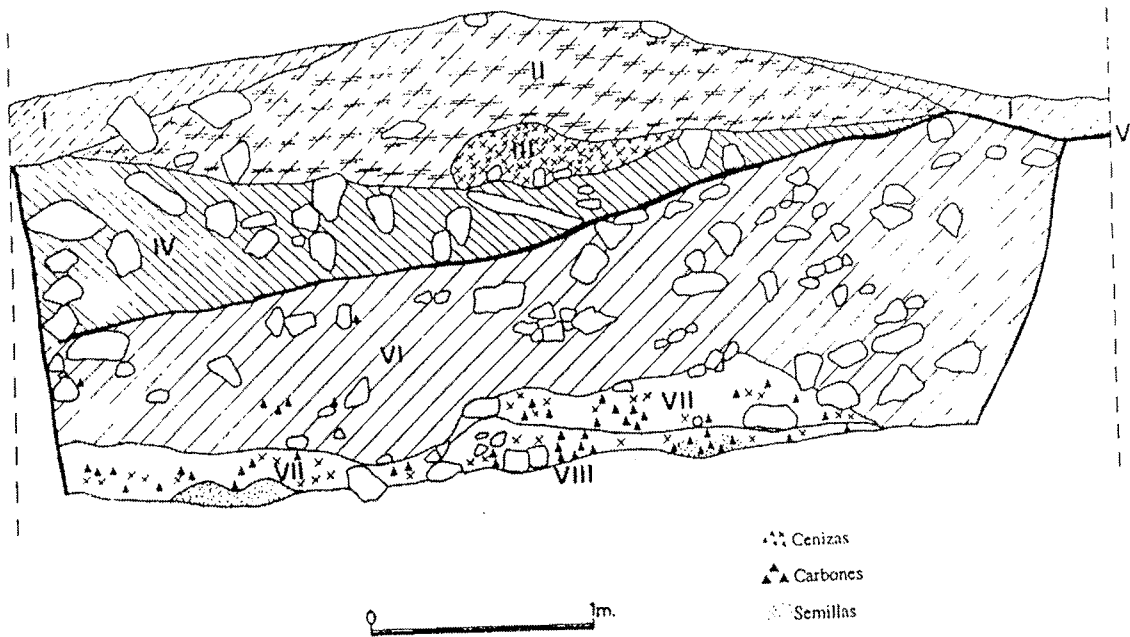 II
I
I
III
V
IV
VI
VII
VII
VIII
Cenizas
Carbones
0 1m.
Semillas